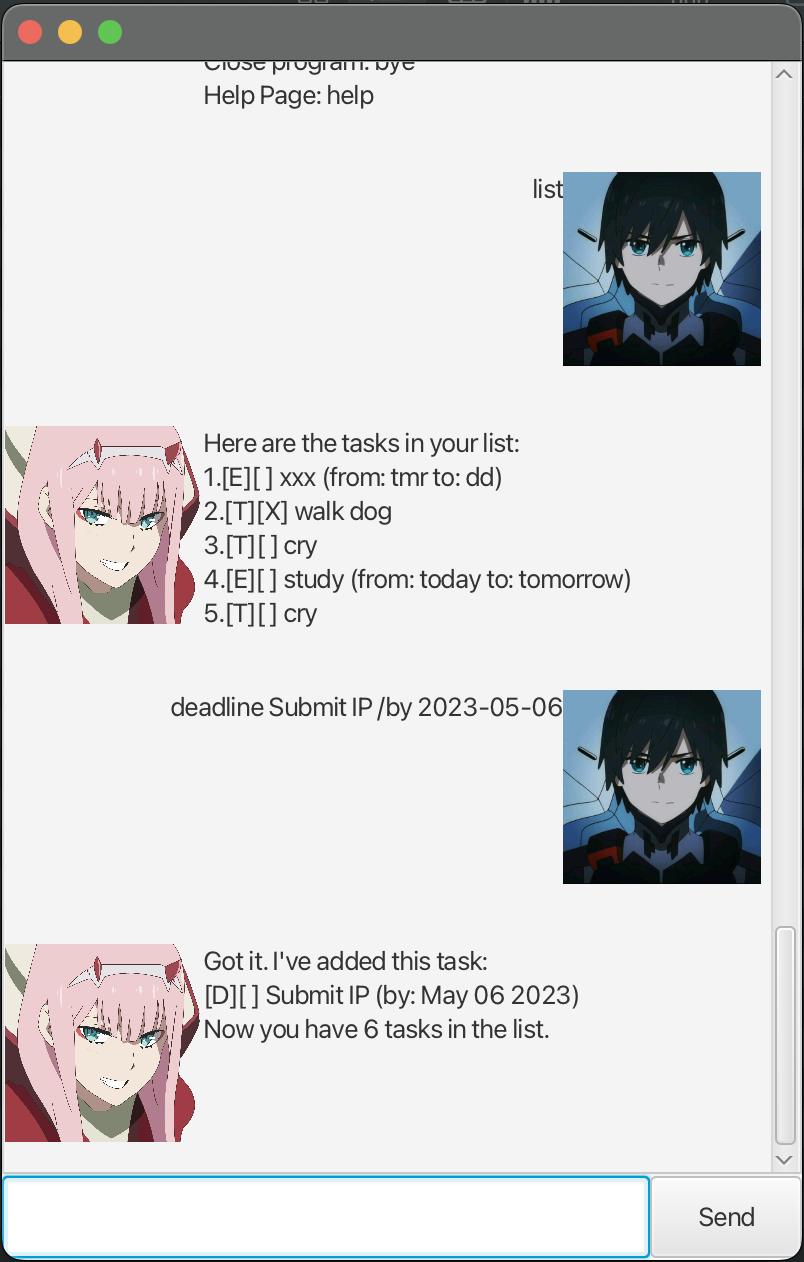 Close program: bye
Help Page: help
list
Here are the tasks in your list:
1.[E][ ] xxx (from: tmr to: dd)
2.[T][X] walk dog
3.[T][ ] cry
4.[E][ ] study (from: today to: tomorrow)
5.[T][ ] cry
deadline Submit IP /by 2023-05-06
Got it. I've added this task:
[D][ ] Submit IP (by: May 06 2023)
Now you have 6 tasks in the list.
Send